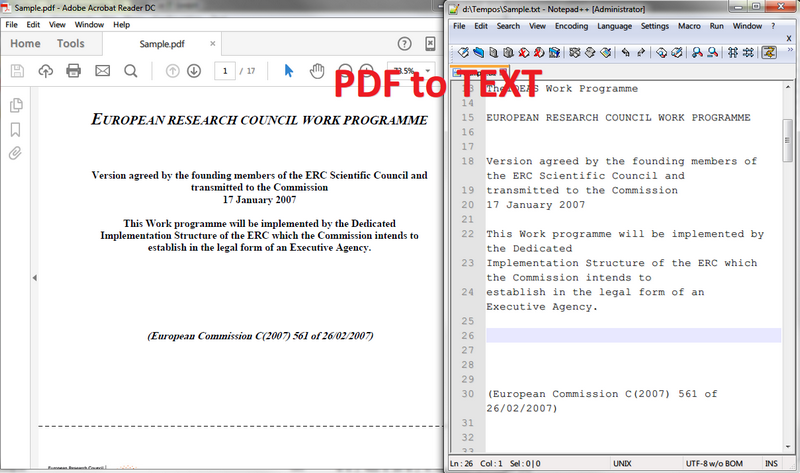 Sample.pdf - Adobe Acrobat Reader DC
File Edit View Window Help
Home Tools Sample.pdf ×
1 / 17
PDF to TEXT
EUROPEAN RESEARCH COUNCIL WORK PROGRAMME
Version agreed by the founding members of the ERC Scientific Council and
transmitted to the Commission
17 January 2007
This Work programme will be implemented by the Dedicated
Implementation Structure of the ERC which the Commission intends to
establish in the legal form of an Executive Agency.
(European Commission C(2007) 561 of 26/02/2007)
European Research Council
d:\Tempos\Sample.txt - Notepad++ [Administrator]
File Edit Search View Encoding Language
Settings Macro Run Window ?
X
13 The IDEAS Work Programme
14
15 EUROPEAN RESEARCH COUNCIL WORK PROGRAMME
16
17
18 Version agreed by the founding members of
the ERC Scientific Council and
19 transmitted to the Commission
20 17 January 2007
21
22 This Work programme will be implemented by
the Dedicated
23 Implementation Structure of the ERC which
the Commission intends to
24 establish in the legal form of an
Executive Agency.
25
26
27
28
29
30 (European Commission C(2007) 561 of
26/02/2007)
31
32
33
Ln : 26 Col : 1 Sel : 0 | 0 UNIX UTF-8 w/o BOM INS